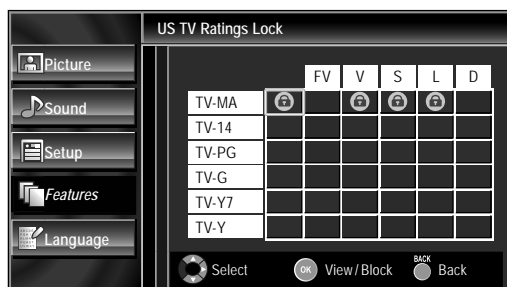 US TV Ratings Lock
Picture
Sound
Setup
Features
Language
FV V S L D
TV-MA
TV-14
TV-PG
TV-G
TV-Y7
TV-Y
Select
OK View/Block
BACK Back